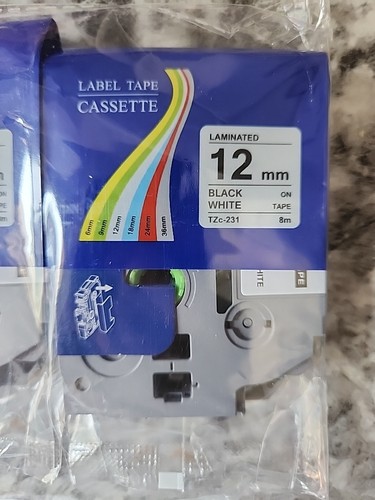 LABEL TAPE
CASSETTE
LAMINATED
12 mm
BLACK ON
WHITE TAPE
TZc-231 8m
6mm
9mm
12mm
18mm
24mm
36mm